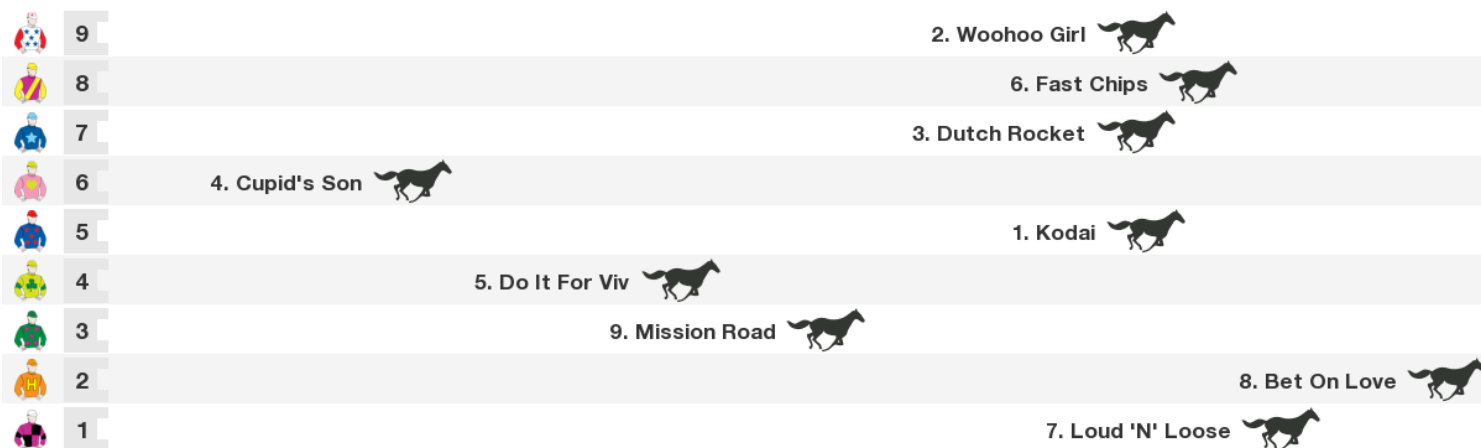 9 2. Woohoo Girl
8 6. Fast Chips
7 3. Dutch Rocket
6 4. Cupid's Son
5 1. Kodai
4 5. Do It For Viv
3 9. Mission Road
H 2 8. Bet On Love
1 7. Loud 'N' Loose